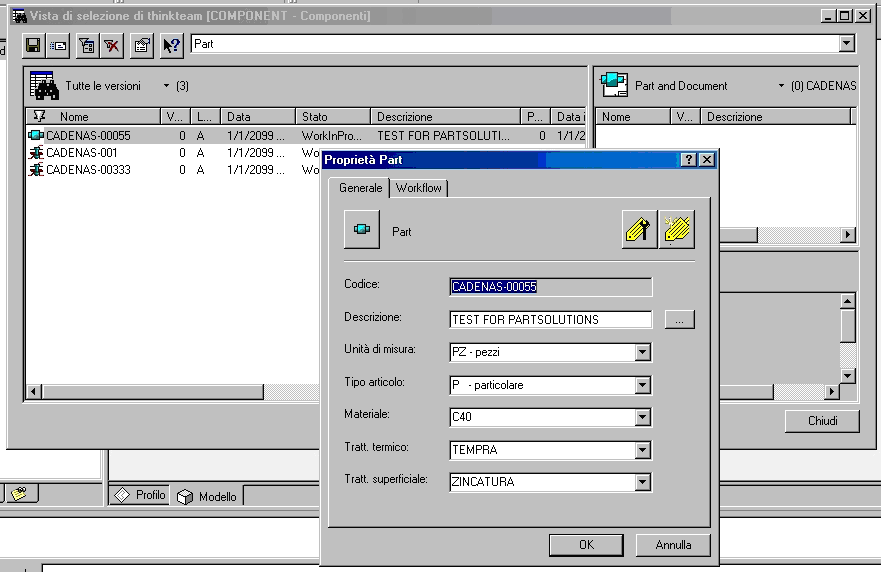 Vista di selezione di thinkteam [COMPONENT - Componenti]
Part
Tutte le versioni (3)
Part and Document (0) CADENAS
Nome V... L... Data Stato Descrizione P... Data i
Nome V... Descrizione
CADENAS-00055 0 A 1/1/2099 ... WorkInPro... TEST FOR PARTSOLUTI... 0 1/1/2
CADENAS-001 0 A 1/1/2099 ... Wo
CADENAS-00333 0 A 1/1/2099 ... Wo
Proprietà Part
Generale Workflow
Part
Codice: CADENAS-00055
Descrizione: TEST FOR PARTSOLUTIONS ...
Unità di misura: PZ - pezzi
Tipo articolo: P - particolare
Materiale: C40
Tratt. termico: TEMPRA
Tratt. superficiale: ZINCATURA
OK Annulla
Chiudi
Profilo Modello